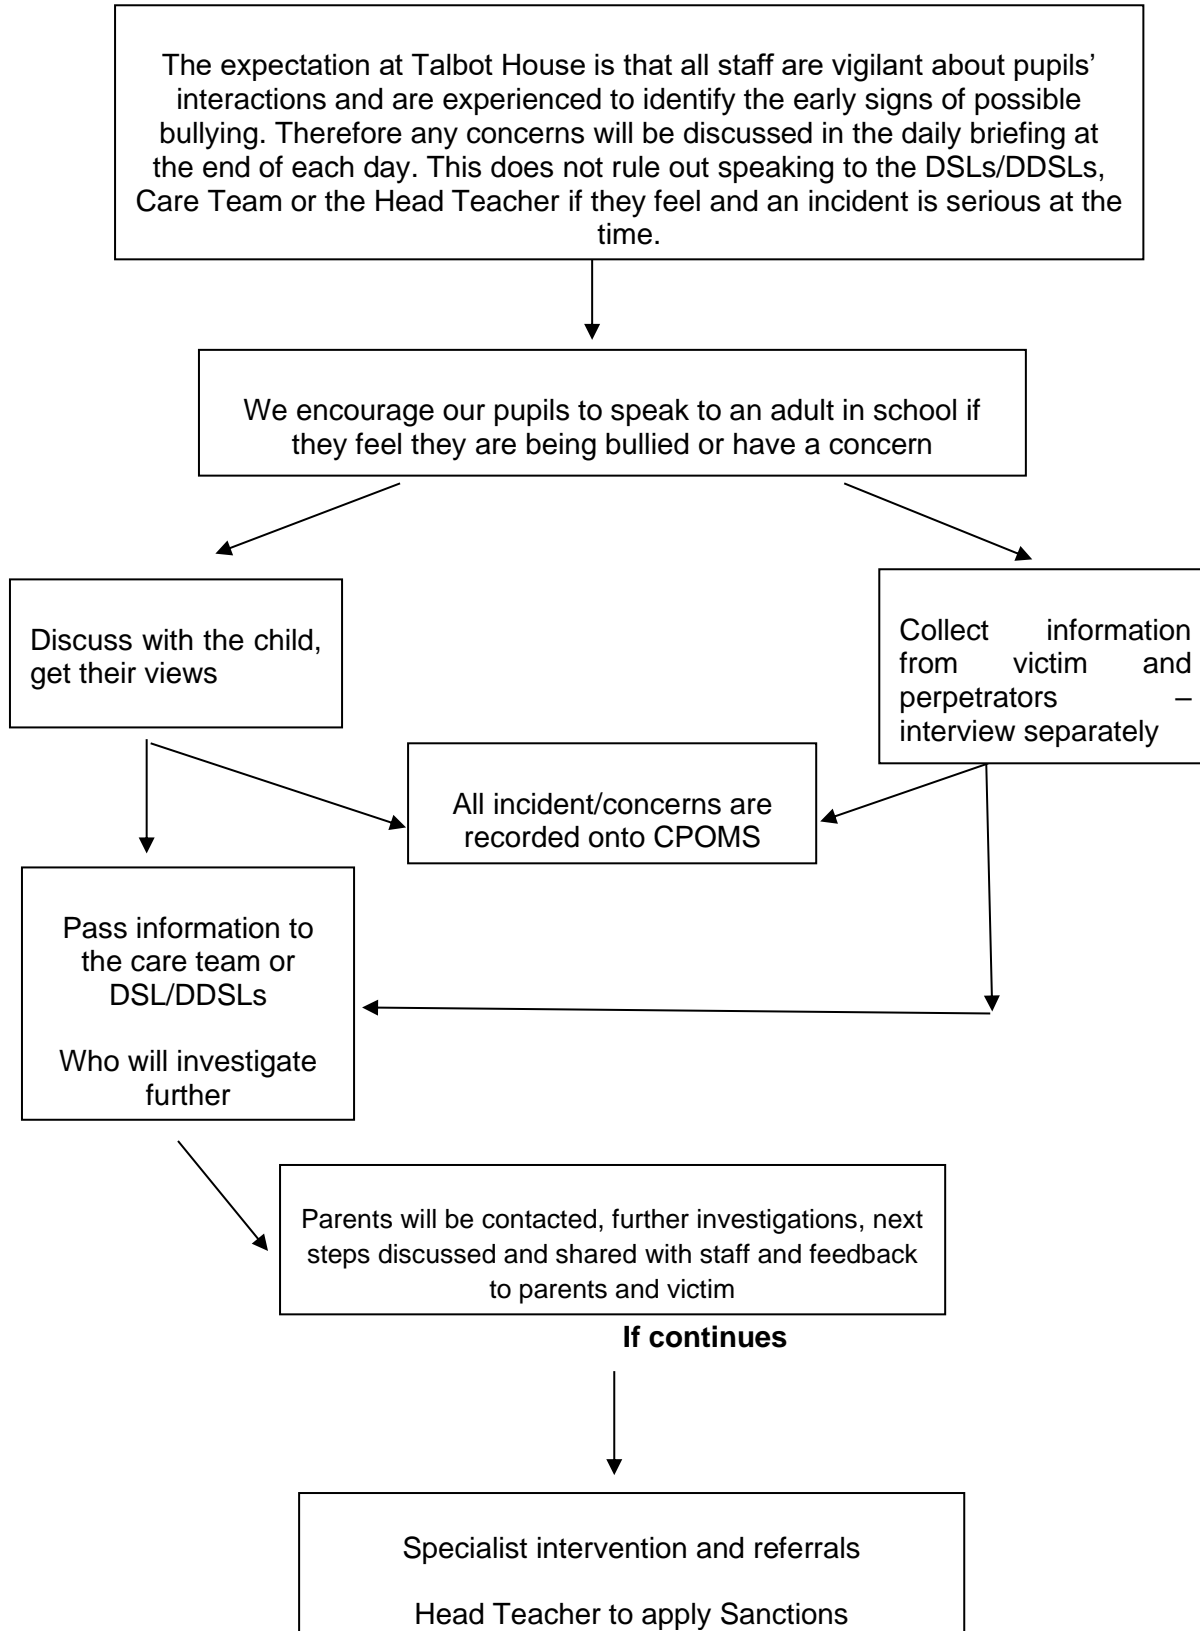 The expectation at Talbot House is that all staff are vigilant about pupils’
interactions and are experienced to identify the early signs of possible
bullying. Therefore any concerns will be discussed in the daily briefing at
the end of each day. This does not rule out speaking to the DSLs/DDSLs,
Care Team or the Head Teacher if they feel and an incident is serious at the
time.
We encourage our pupils to speak to an adult in school if
they feel they are being bullied or have a concern
Discuss with the child,
get their views
Collect information
from victim and
perpetrators –
interview separately
All incident/concerns are
recorded onto CPOMS
Pass information to
the care team or
DSL/DDSLs
Who will investigate
further
Parents will be contacted, further investigations, next
steps discussed and shared with staff and feedback
to parents and victim
If continues
Specialist intervention and referrals
Head Teacher to apply Sanctions